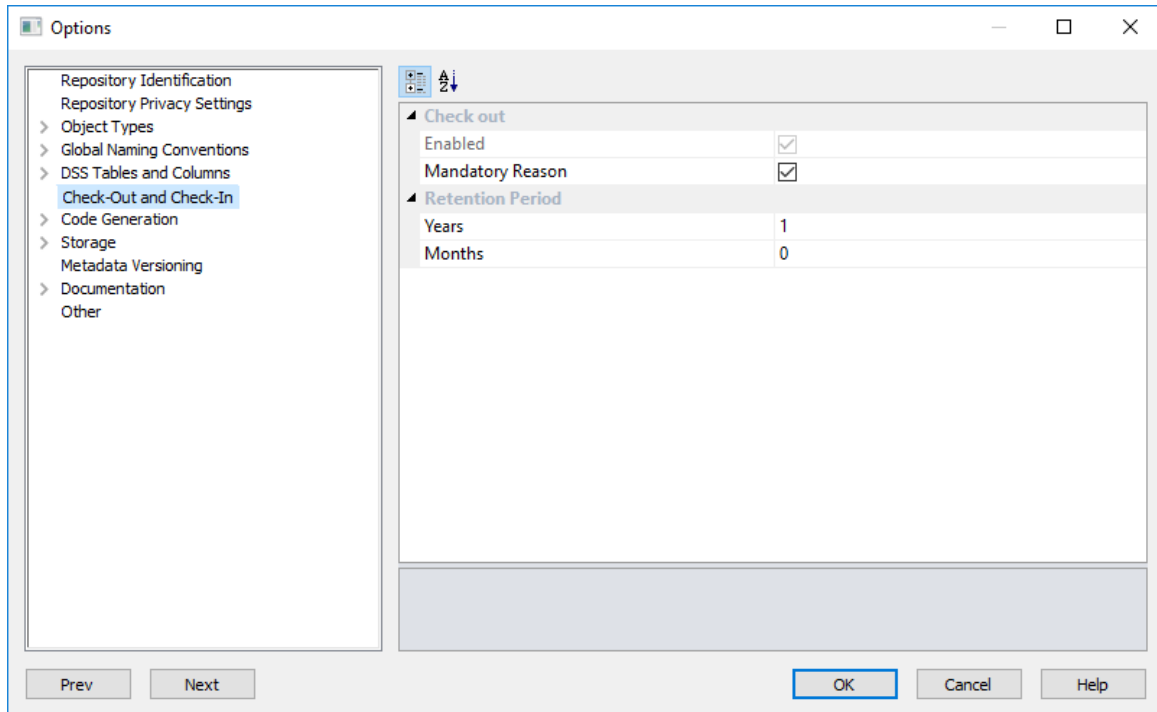 Options
Repository Identification
Repository Privacy Settings
Object Types
Global Naming Conventions
DSS Tables and Columns
Check-Out and Check-In
Code Generation
Storage
Metadata Versioning
Documentation
Other
A
Z
Check out
Enabled
Mandatory Reason
Retention Period
Years 1
Months 0
Prev Next OK Cancel Help